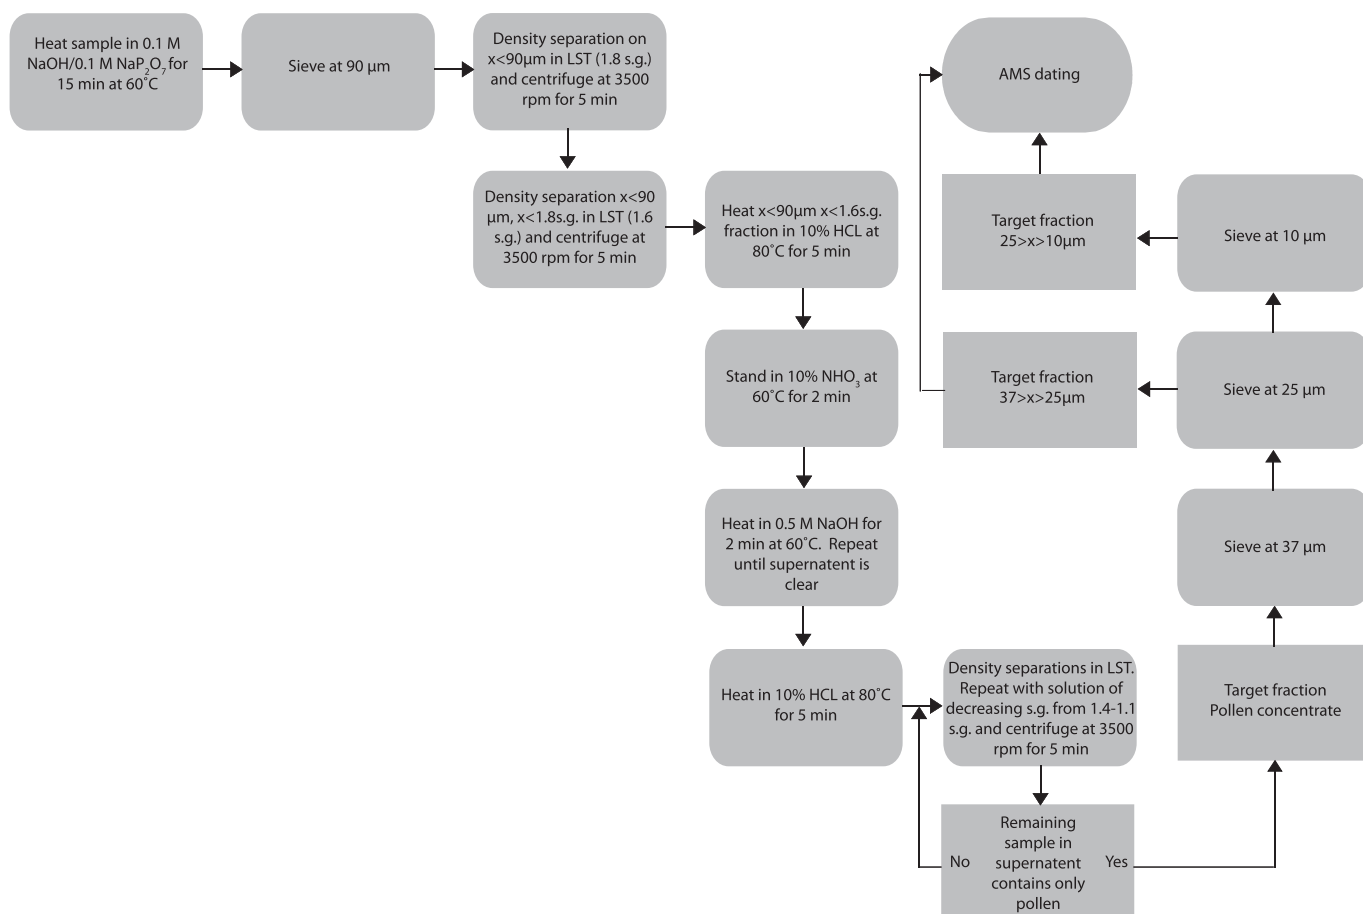 Heat sample in 0.1 M
NaOH/0.1 M NaP₂O₇ for
15 min at 60˚C
Sieve at 90 µm
Density separation on
x<90µm in LST (1.8 s.g.)
and centrifuge at 3500
rpm for 5 min
Density separation x<90
µm, x<1.8s.g. in LST (1.6
s.g.) and centrifuge at
3500 rpm for 5 min
Heat x<90µm x<1.6s.g.
fraction in 10% HCL at
80˚C for 5 min
Stand in 10% NHO₃ at
60˚C for 2 min
Heat in 0.5 M NaOH for
2 min at 60˚C.  Repeat
until supernatent is
clear
Heat in 10% HCL at 80˚C
for 5 min
Density separations in LST.
Repeat with solution of
decreasing s.g. from 1.4-1.1
s.g. and centrifuge at 3500
rpm for 5 min
Remaining
sample in
supernatent
contains only
pollen
No
Yes
Target fraction
Pollen concentrate
Sieve at 37 µm
Sieve at 25 µm
Target fraction
37>x>25µm
Sieve at 10 µm
Target fraction
25>x>10µm
AMS dating